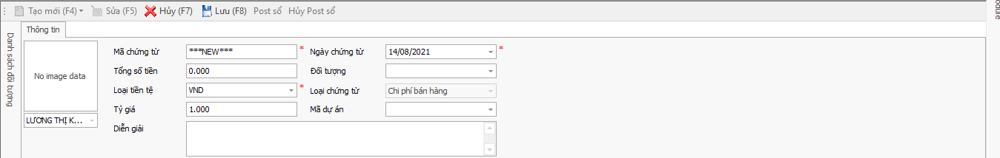 Tạo mới (F4) Sửa (F5) Hủy (F7) Lưu (F8) Post sổ Hủy Post sổ
Thông tin
Danh sách đối tượng
No image data
LƯƠNG THỊ K...
Mã chứng từ ***NEW*** * Ngày chứng từ 14/08/2021 *
Tổng số tiền 0.000 Đối tượng
Loại tiền tệ VND * Loại chứng từ Chi phí bán hàng
Tỷ giá 1.000 Mã dự án
Diễn giải